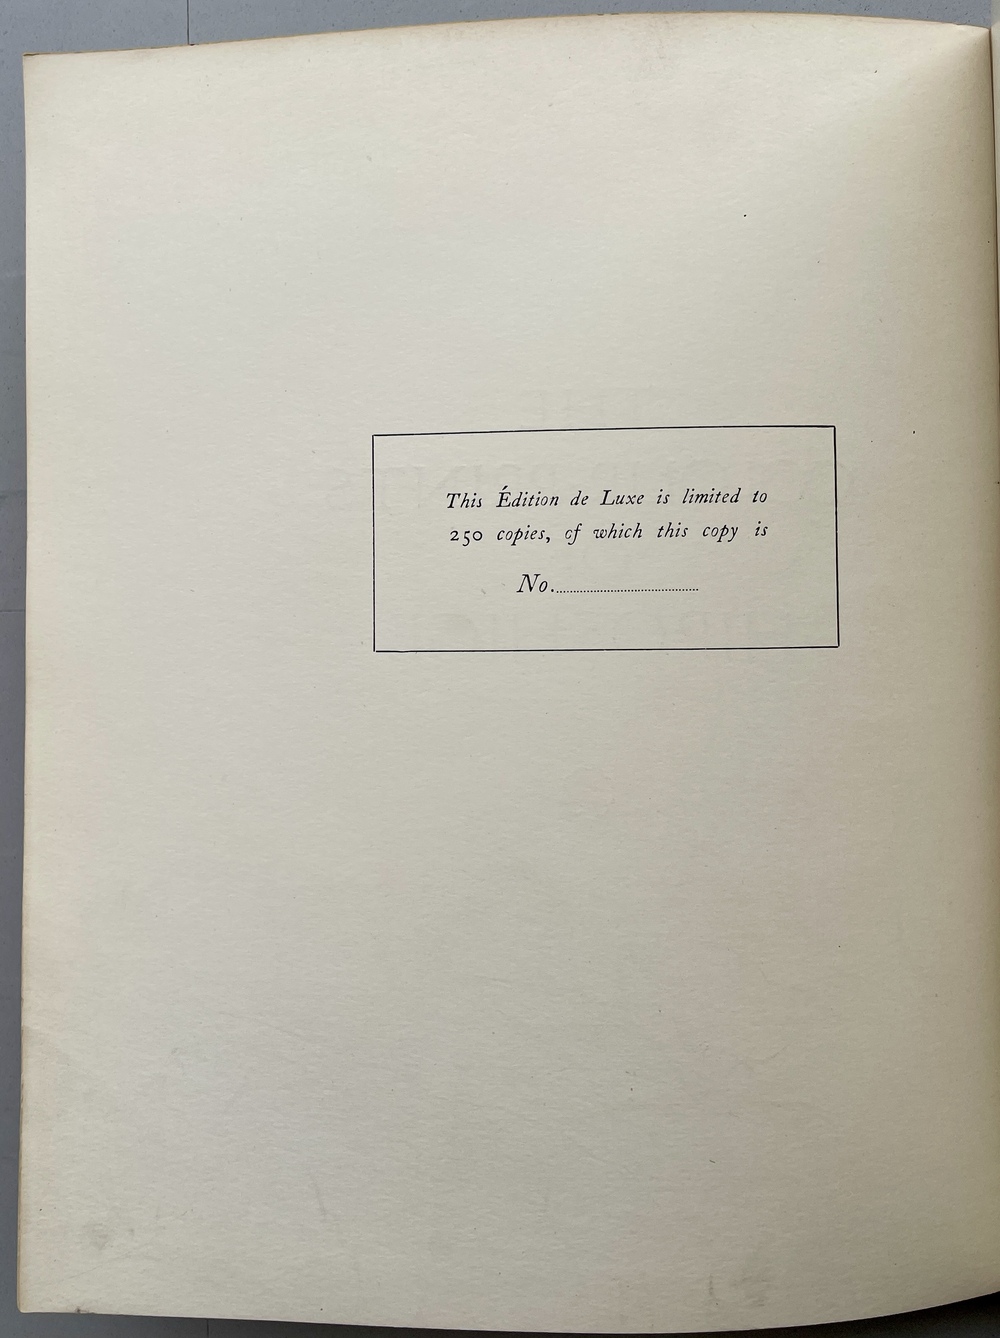 This Édition de Luxe is limited to
250 copies, of which this copy is
No.......................................